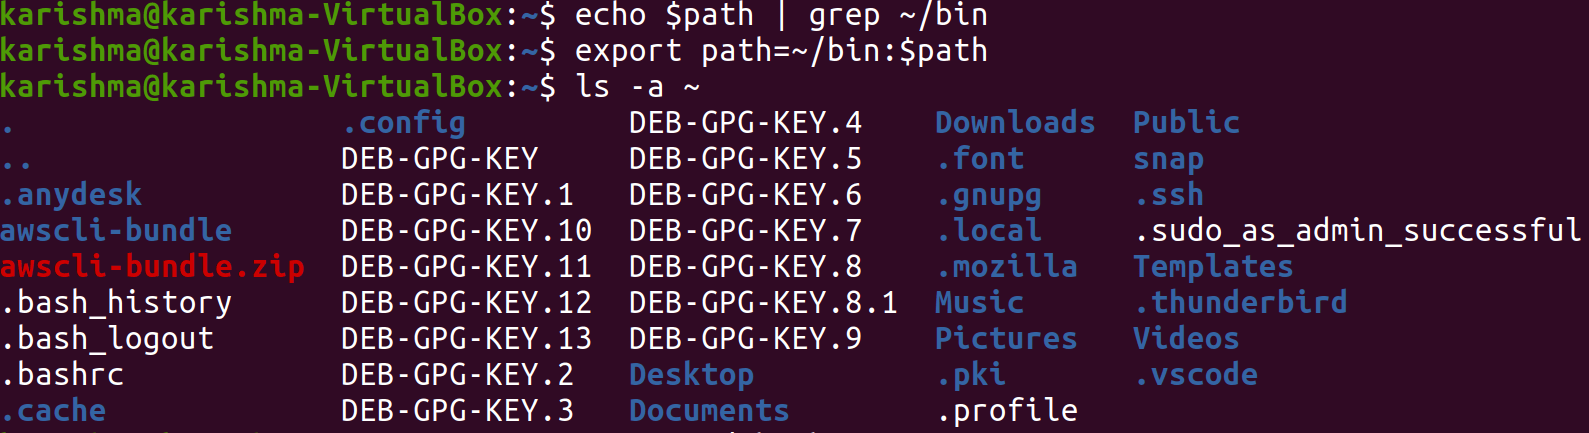 karishma@karishma-VirtualBox:~$ echo $path | grep ~/bin
karishma@karishma-VirtualBox:~$ export path=~/bin:$path
karishma@karishma-VirtualBox:~$ ls -a ~
. .config DEB-GPG-KEY.4 Downloads Public
.. DEB-GPG-KEY DEB-GPG-KEY.5 .font snap
.anydesk DEB-GPG-KEY.1 DEB-GPG-KEY.6 .gnupg .ssh
awscli-bundle DEB-GPG-KEY.10 DEB-GPG-KEY.7 .local .sudo_as_admin_successful
awscli-bundle.zip DEB-GPG-KEY.11 DEB-GPG-KEY.8 .mozilla Templates
.bash_history DEB-GPG-KEY.12 DEB-GPG-KEY.8.1 Music .thunderbird
.bash_logout DEB-GPG-KEY.13 DEB-GPG-KEY.9 Pictures Videos
.bashrc DEB-GPG-KEY.2 Desktop .pki .vscode
.cache DEB-GPG-KEY.3 Documents .profile